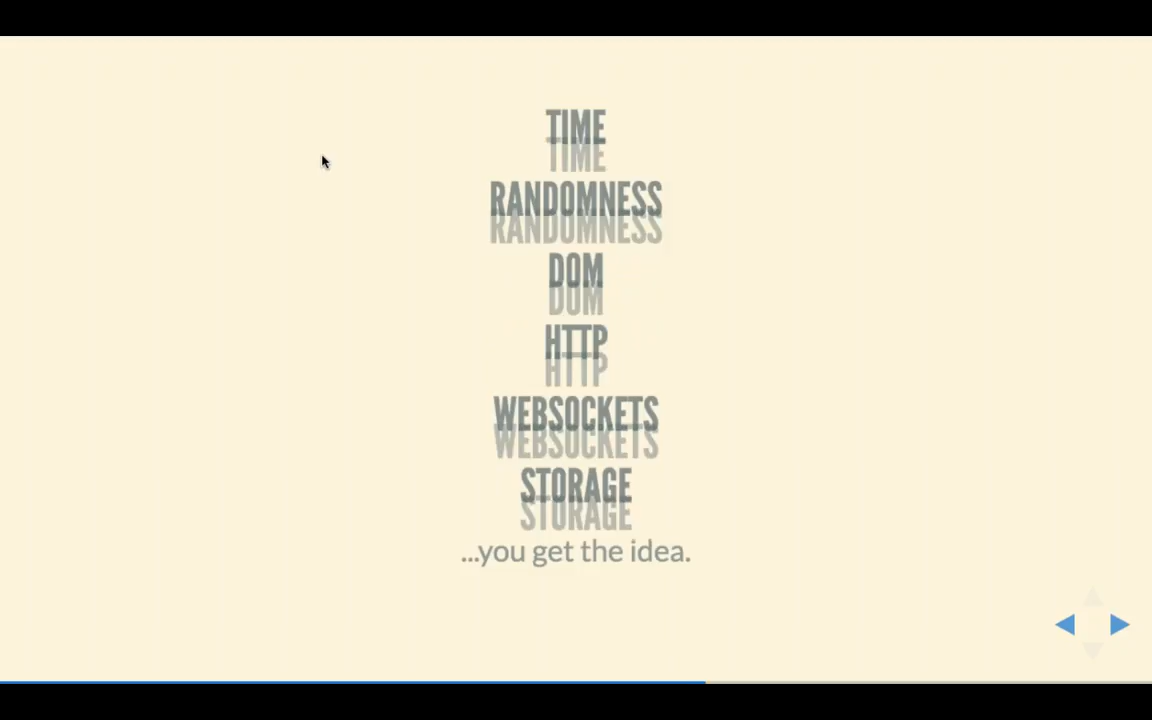 TIME
RANDOMNESS
DOM
HTTP
WEBSOCKETS
STORAGE
...you get the idea.